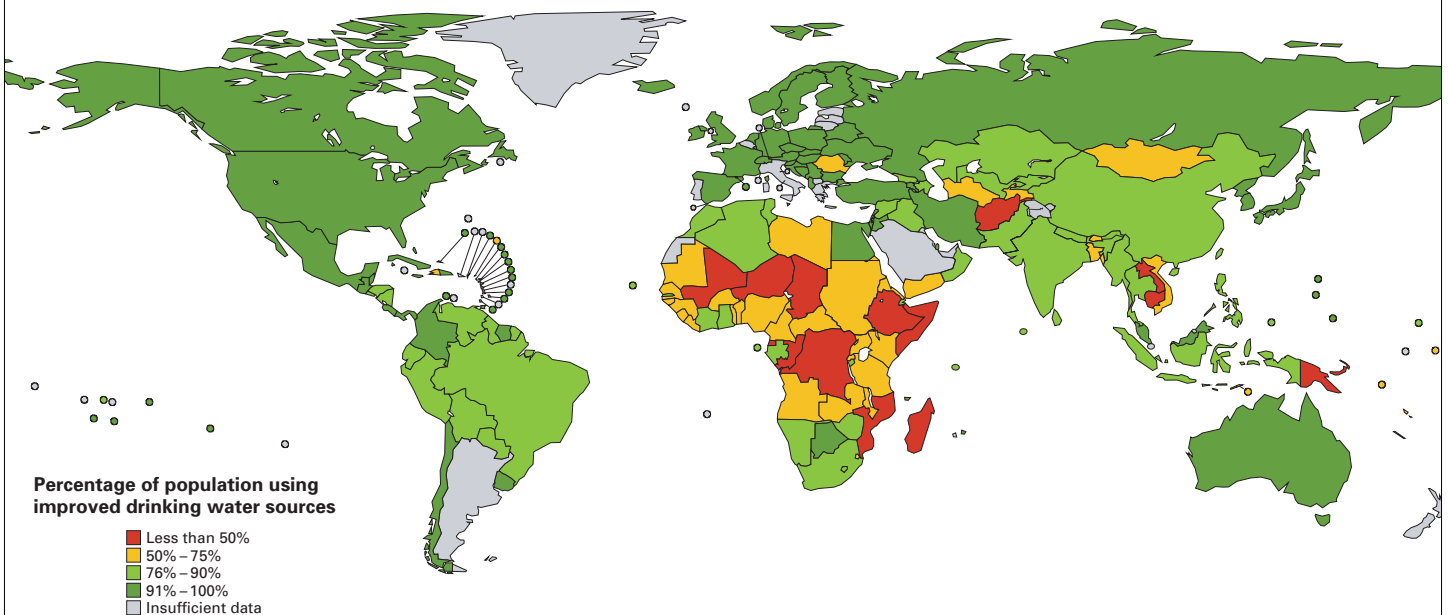 Percentage of population using
improved drinking water sources
Less than 50%
50% – 75%
76% – 90%
91% – 100%
Insufficient data